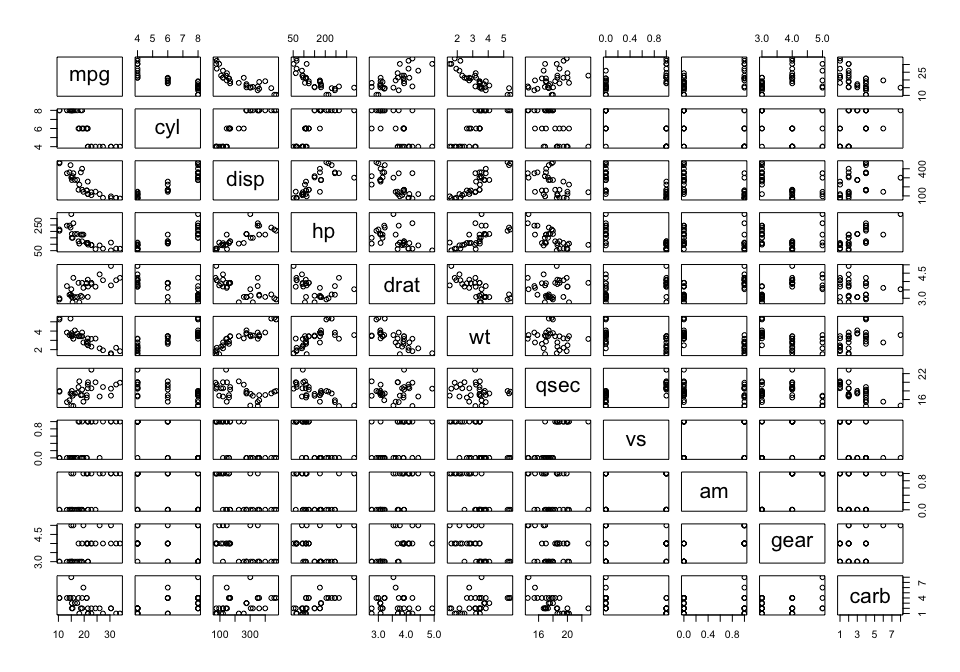 4 5 6 7 8 50 200 2 3 4 5 0.0 0.4 0.8 3.0 4.0 5.0
mpg 10 25
4 6 8 cyl
disp 100 400
50 250 hp
drat 3.0 4.5
2 4 wt
qsec 16 22
0.0 0.8 vs
am 0.0 0.8
3.0 4.5 gear
carb 1 4 7
10 20 30 100 300 3.0 4.0 5.0 16 20 0.0 0.4 0.8 1 3 5 7